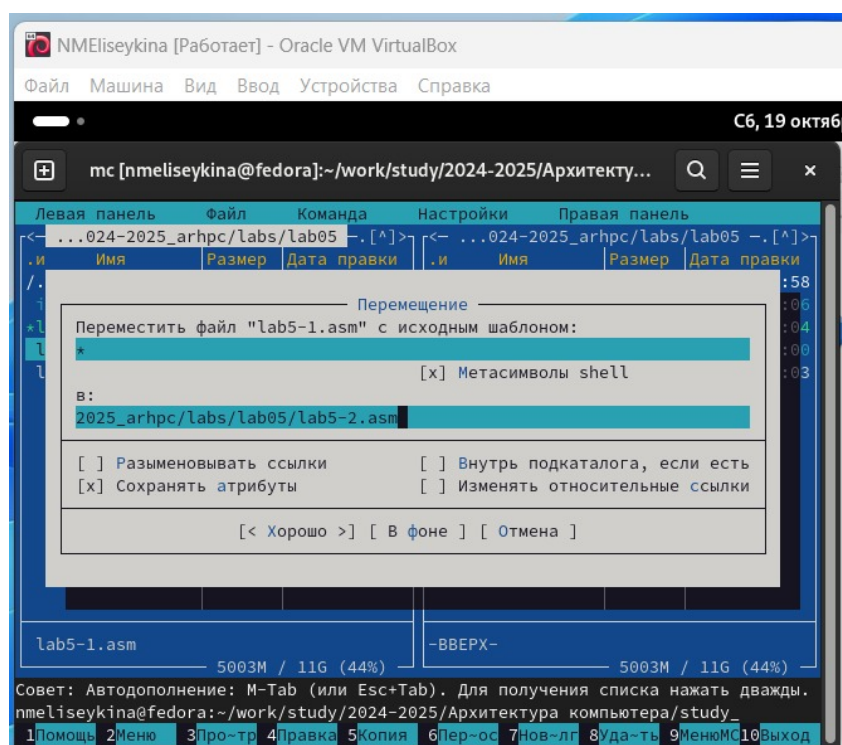 NMEliseykina [Работает] - Oracle VM VirtualBox
Файл Машина Вид Ввод Устройства Справка
Сб, 19 октяб
mc [nmeliseykina@fedora]:~/work/study/2024-2025/Архитекту...
Левая панель Файл Команда Настройки Правая панель
<— ...024-2025_arhpc/labs/lab05 —.[^]> <— ...024-2025_arhpc/labs/lab05 —.[^]>
.и Имя Размер Дата правки .и Имя Размер Дата правки
/. :58
Перемещение :06
*l Переместить файл "lab5-1.asm" с исходным шаблоном: :04
l * :00
l [x] Метасимволы shell :03
в:
2025_arhpc/labs/lab05/lab5-2.asm
[ ] Разыменовывать ссылки [ ] Внутрь подкаталога, если есть
[x] Сохранять атрибуты [ ] Изменять относительные ссылки
[< Хорошо >] [ В фоне ] [ Отмена ]
lab5-1.asm -ВВЕРХ-
5003M / 11G (44%) 5003M / 11G (44%)
Совет: Автодополнение: M-Tab (или Esc+Tab). Для получения списка нажать дважды.
nmeliseykina@fedora:~/work/study/2024-2025/Архитектура компьютера/study_
1Помощь 2Меню 3Про~тр 4Правка 5Копия 6Пер~ос 7Нов~лг 8Уда~ть 9МенюMC 10Выход